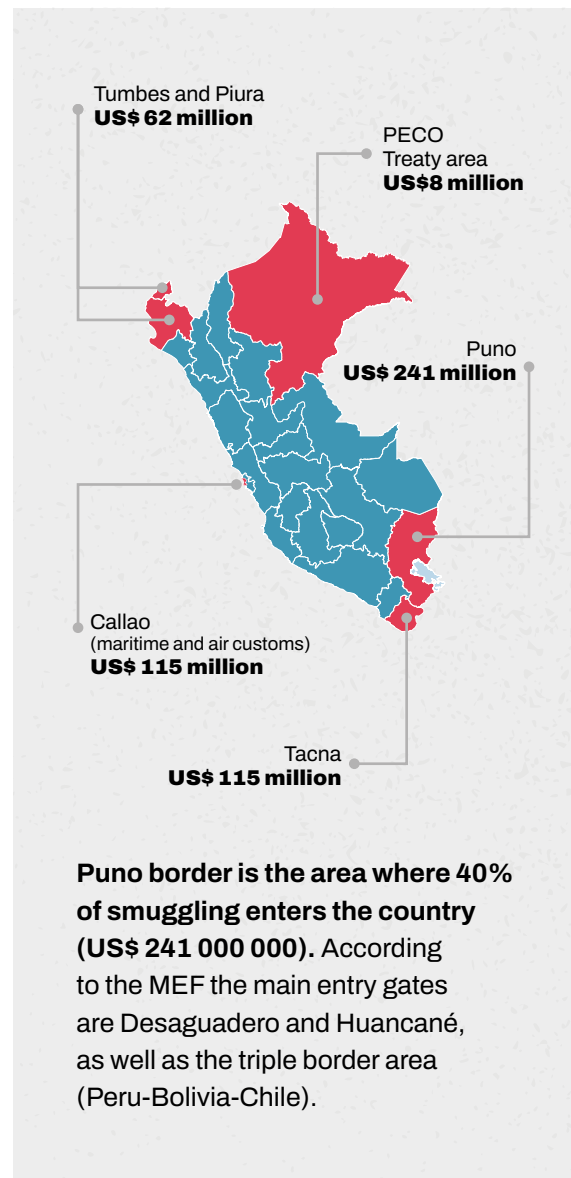 Tumbes and Piura
US$ 62 million
PECO
Treaty area
US$8 million
Puno
US$ 241 million
Callao
(maritime and air customs)
US$ 115 million
Tacna
US$ 115 million
Puno border is the area where 40%
of smuggling enters the country
(US$ 241 000 000). According
to the MEF the main entry gates
are Desaguadero and Huancané,
as well as the triple border area
(Peru-Bolivia-Chile).